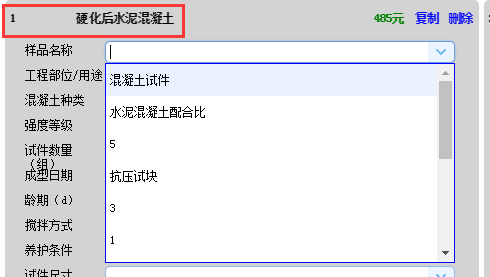 1 硬化后水泥混凝土 485元 复制 删除
样品名称
工程部位/用途
混凝土试件
混凝土种类
水泥混凝土配合比
强度等级
5
试件数量
(组)
成型日期
抗压试块
龄期(d)
3
搅拌方式
1
养护条件
试件尺寸